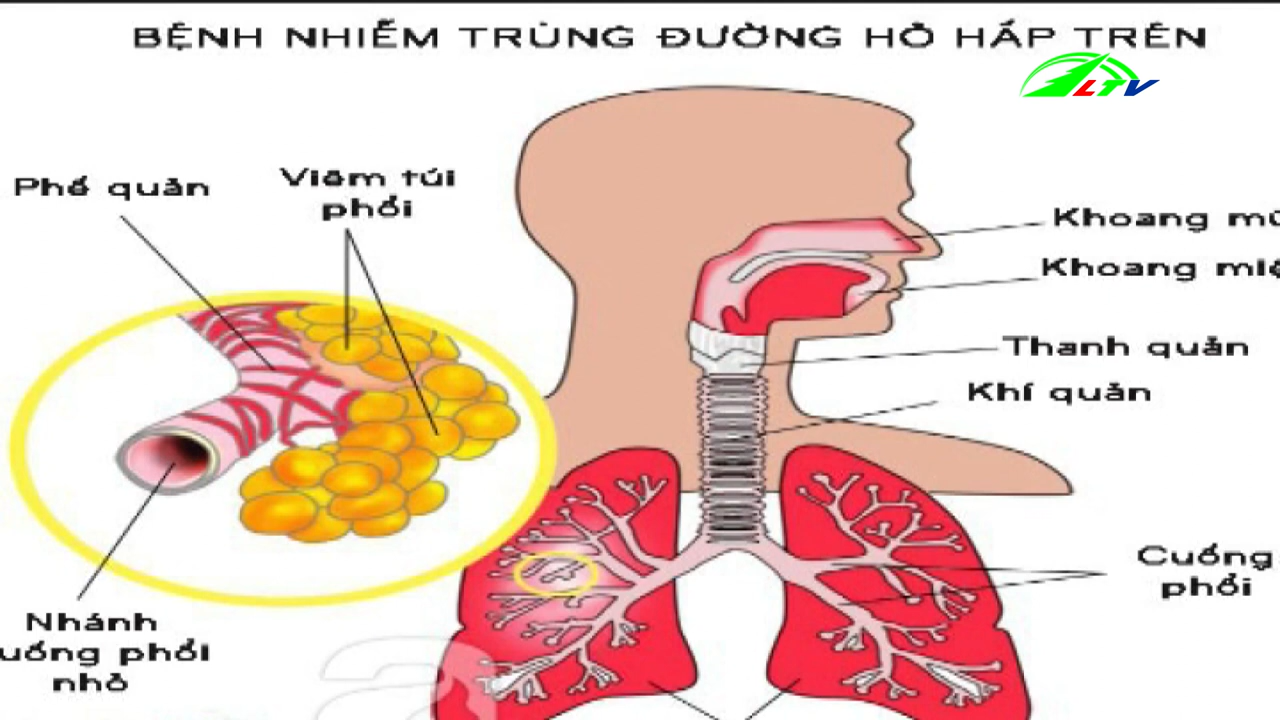 BỆNH NHIỄM TRÙNG ĐƯỜNG HÔ HẤP TRÊN
LTV
Phế quản
Viêm túi
phổi
Khoang
Khoang
Thanh quản
Khí quản
Cuống
phổi
Nhánh
phổi
nhỏ